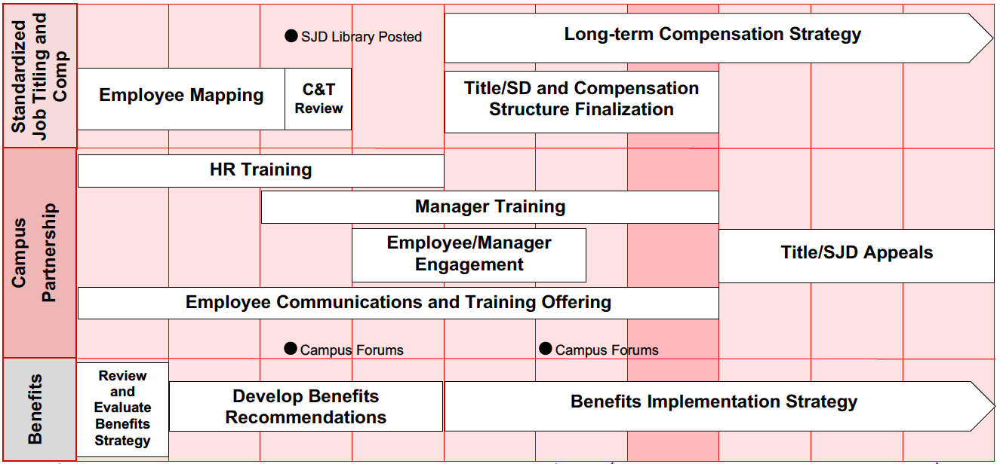 Standardized
Job Titling and
Comp
SJD Library Posted
Long-term Compensation Strategy
Employee Mapping
C&T
Review
Title/SD and Compensation
Structure Finalization
Campus
Partnership
HR Training
Manager Training
Employee/Manager
Engagement
Title/SJD Appeals
Employee Communications and Training Offering
Campus Forums
Campus Forums
Benefits
Review
and
Evaluate
Benefits
Strategy
Develop Benefits
Recommendations
Benefits Implementation Strategy